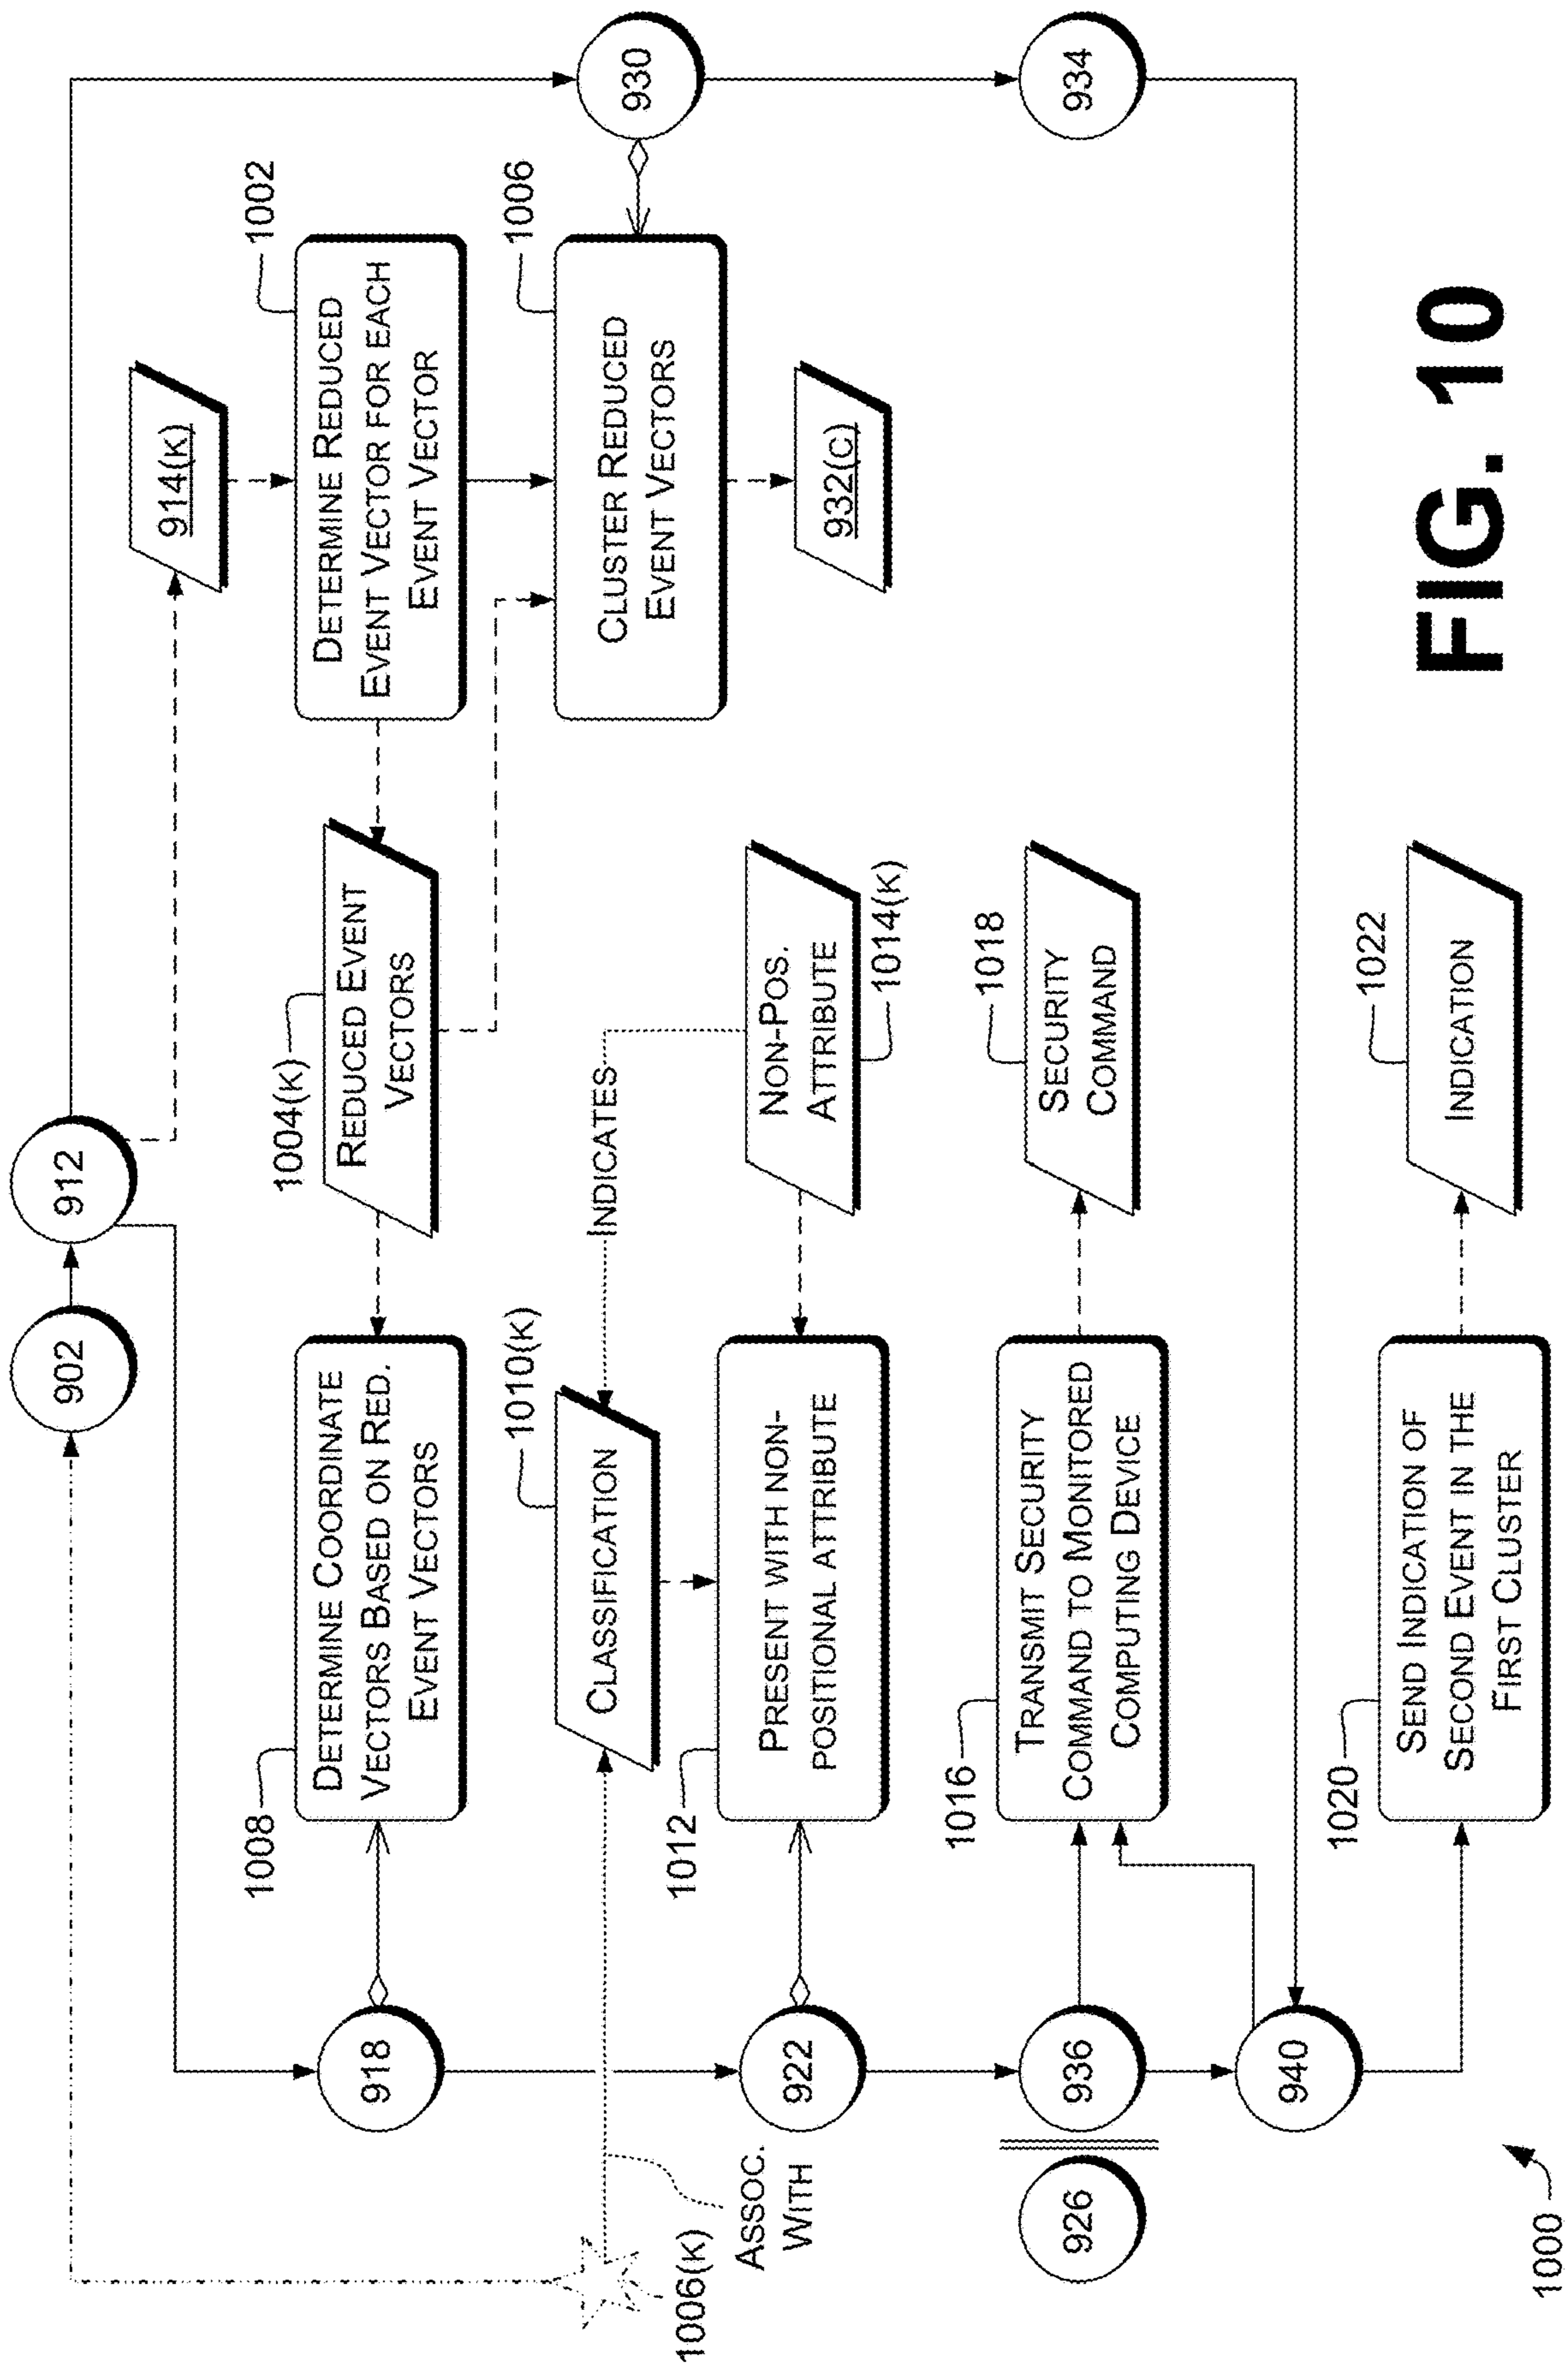 902
912
914(K)
1002
DETERMINE REDUCED
EVENT VECTOR FOR EACH
EVENT VECTOR
930
1004(K)
REDUCED EVENT
VECTORS
1006
CLUSTER REDUCED
EVENT VECTORS
932(C)
934
1008
DETERMINE COORDINATE
VECTORS BASED ON RED.
EVENT VECTORS
918
1010(K)
CLASSIFICATION
INDICATES
1006(K)
ASSOC.
WITH
1012
PRESENT WITH NON-
POSITIONAL ATTRIBUTE
NON-POS.
ATTRIBUTE
1014(K)
922
1016
TRANSMIT SECURITY
COMMAND TO MONITORED
COMPUTING DEVICE
1018
SECURITY
COMMAND
926
936
940
1020
SEND INDICATION OF
SECOND EVENT IN THE
FIRST CLUSTER
1022
INDICATION
1000
FIG. 10